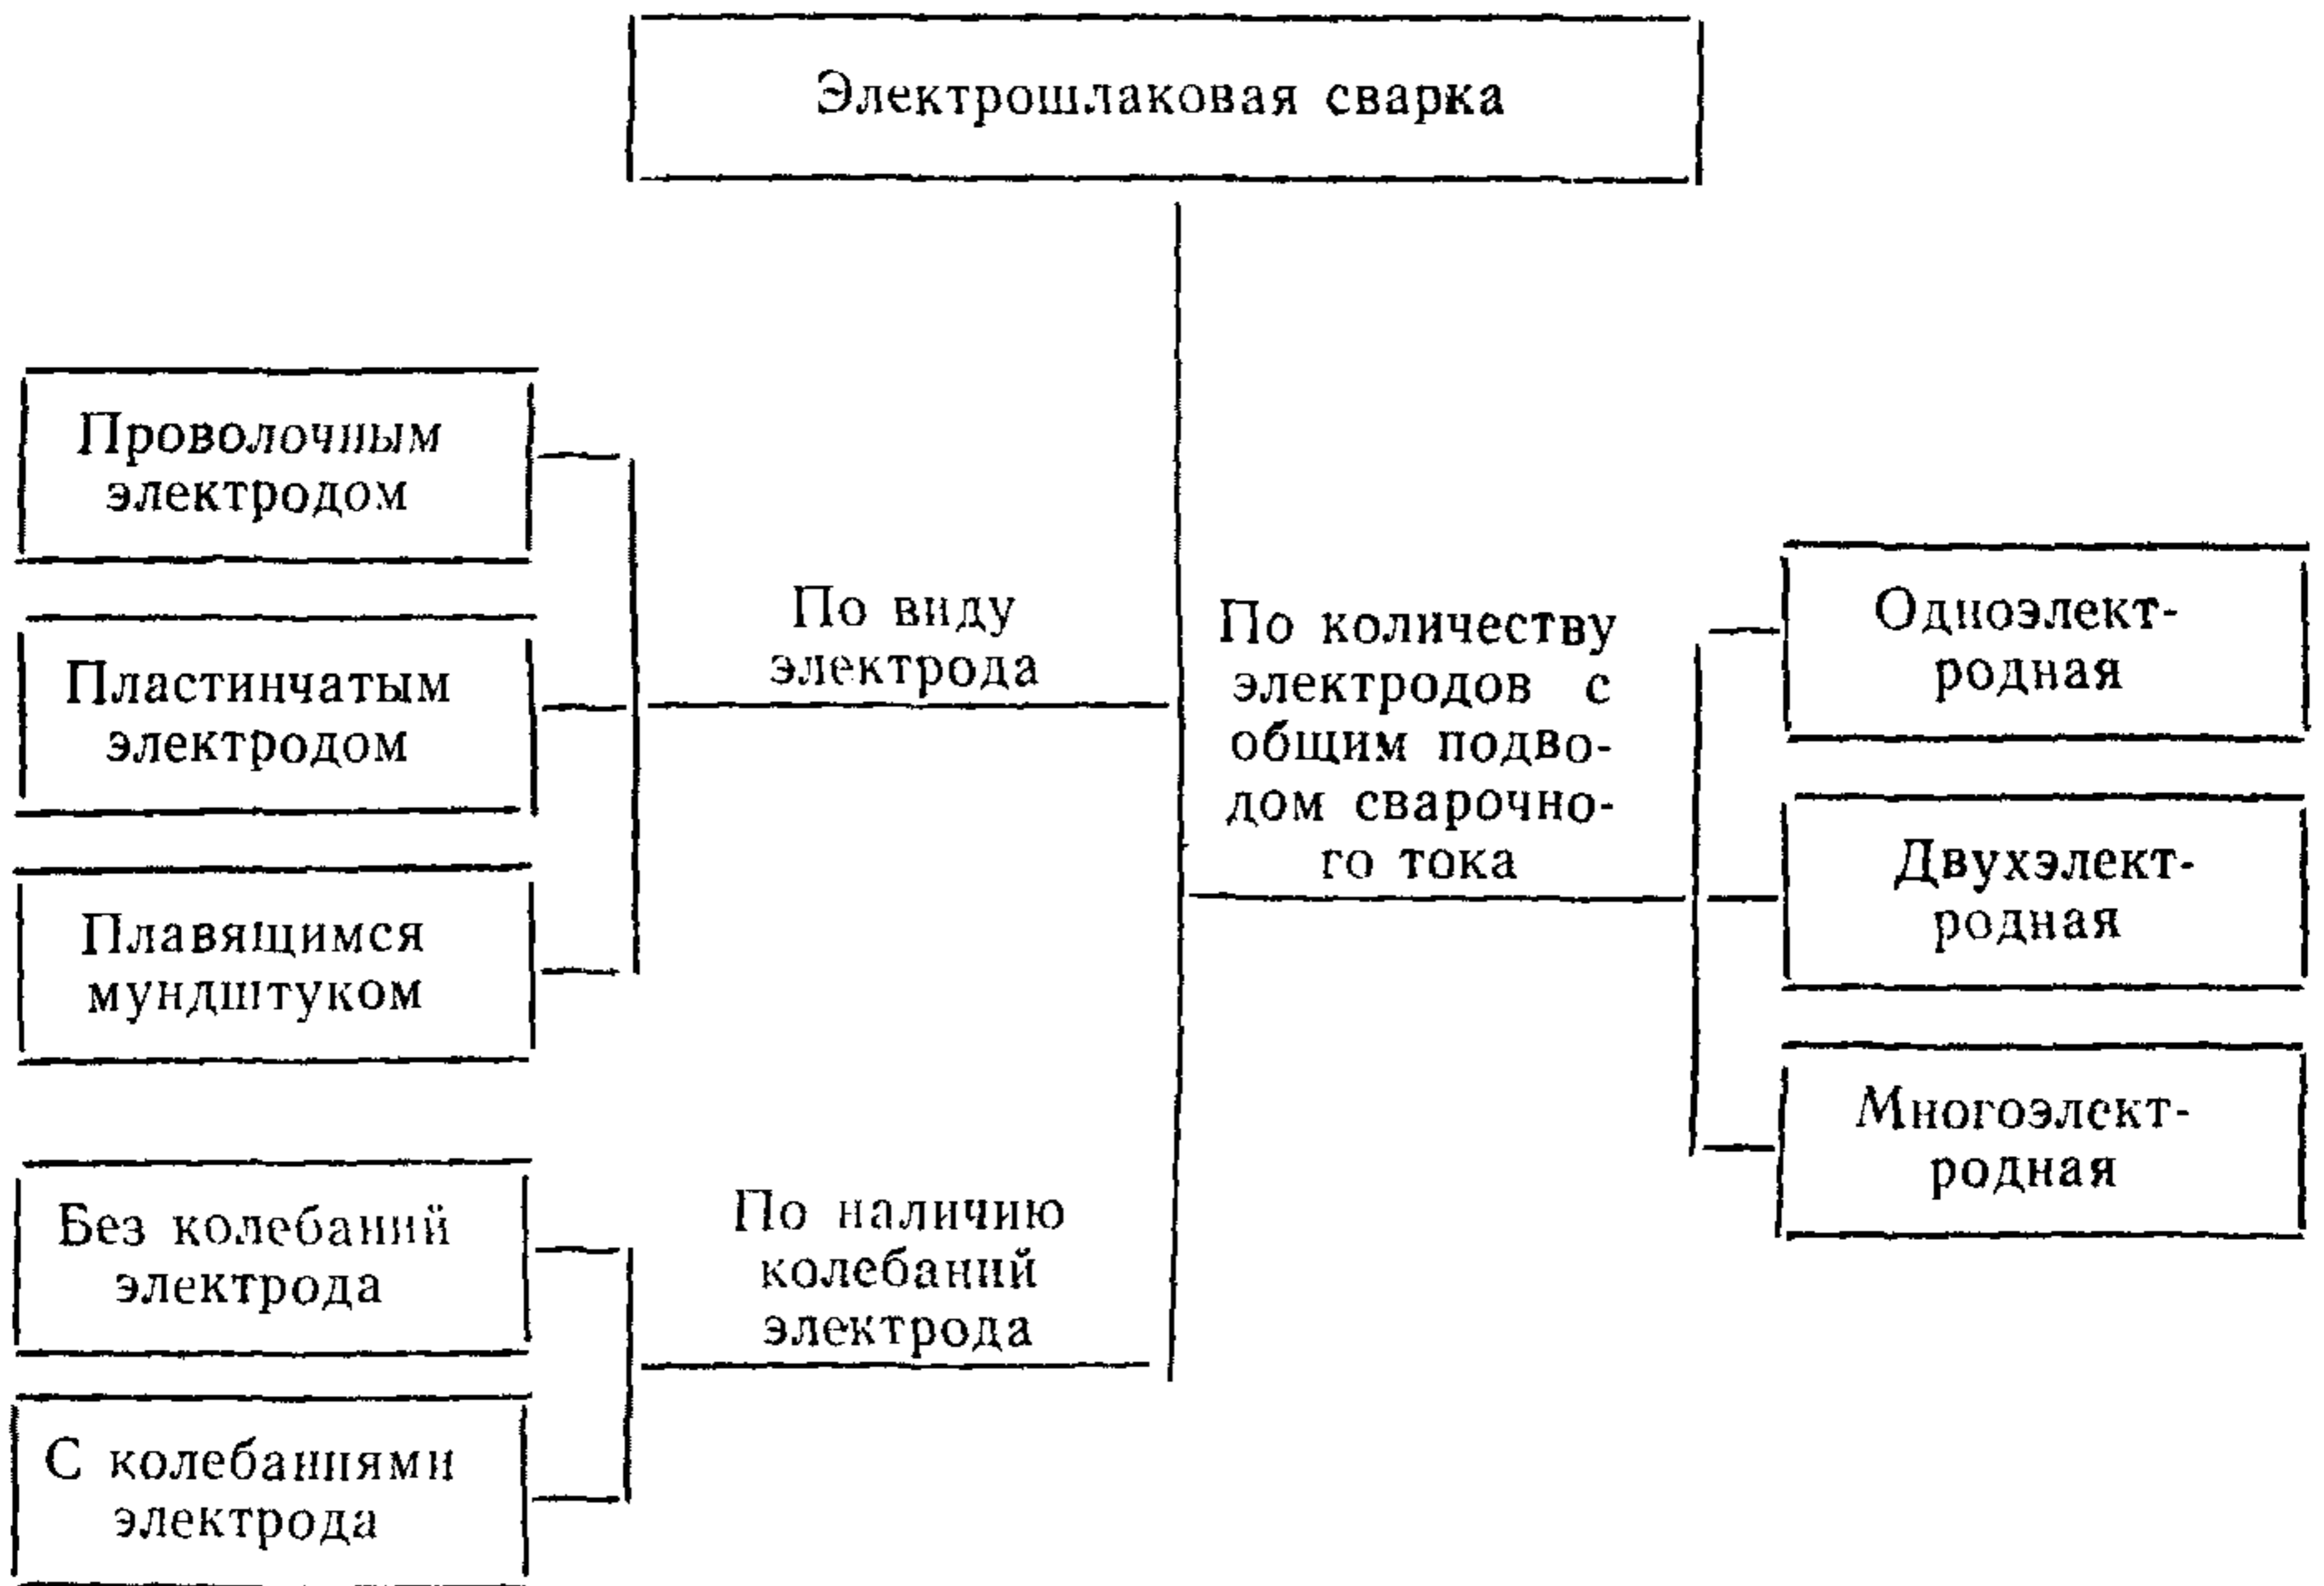 Электрошлаковая сварка
Проволочным
электродом
Пластинчатым
электродом
Плавящимся
мундштуком
По виду
электрода
По количеству
электродов с
общим подво-
дом сварочно-
го тока
Одноэлект-
родная
Двухэлект-
родная
Многоэлект-
родная
Без колебаний
электрода
С колебаниями
электрода
По наличию
колебаний
электрода